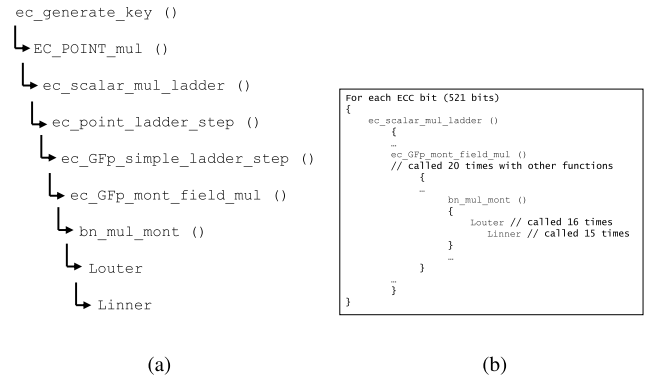 ec_generate_key ()
EC_POINT_mul ()
ec_scalar_mul_ladder ()
ec_point_ladder_step()
ec_GFp_simple_ladder_step ()
ec_GFp_mont_field_mul ()
bn_mul_mont ()
Louter
Linner
(a)
For each ECC bit (521 bits)
{
ec_scalar_mul_ladder ()
{
…
ec_GFp_mont_field_mul ()
// called 20 times with other functions
{
…
bn_mul_mont ()
{
Louter // called 16 times
Linner // called 15 times
}
…
}
…
}
}
(b)